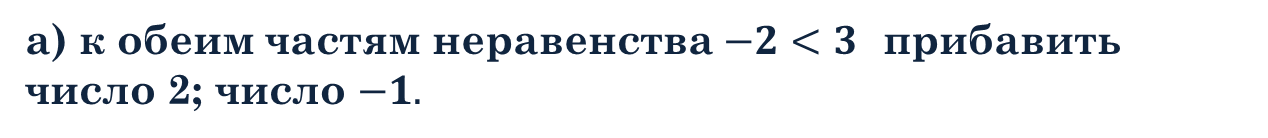 а) к обеим частям неравенства −2 < 3 прибавить
число 2; число −1.